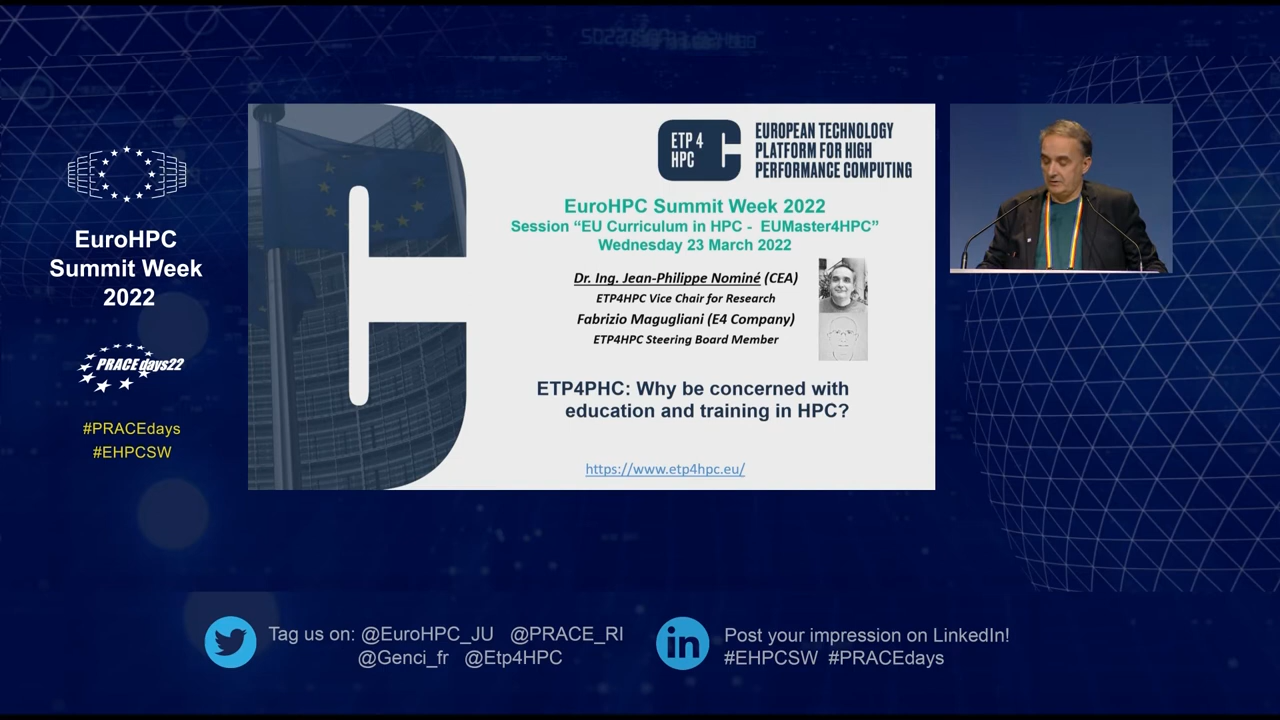 EuroHPC
Summit Week
2022
PRACEdays22
#PRACEdays
#EHPCSW
ETP 4
HPC
EUROPEAN TECHNOLOGY
PLATFORM FOR HIGH
PERFORMANCE COMPUTING
EuroHPC Summit Week 2022
Session “EU Curriculum in HPC - EUMaster4HPC”
Wednesday 23 March 2022
Dr. Ing. Jean-Philippe Nominé (CEA)
ETP4HPC Vice Chair for Research
Fabrizio Magugliani (E4 Company)
ETP4HPC Steering Board Member
ETP4PHC: Why be concerned with
education and training in HPC?
https://www.etp4hpc.eu/
Tag us on: @EuroHPC_JU @PRACE_RI
@Genci_fr @Etp4HPC
in
Post your impression on LinkedIn!
#EHPCSW #PRACEdays